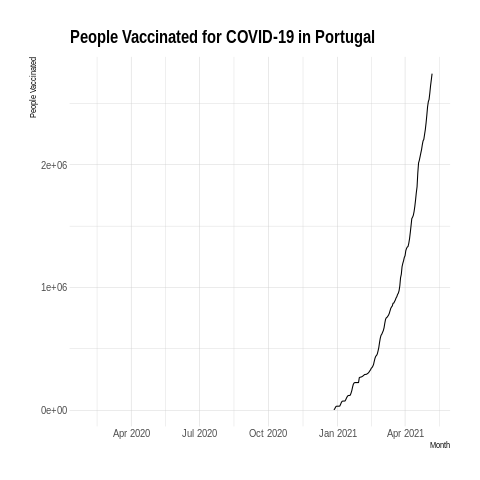 People Vaccinated for COVID-19 in Portugal
People Vaccinated
2e+06
1e+06
0e+00
Apr 2020 Jul 2020 Oct 2020 Jan 2021 Apr 2021
Month